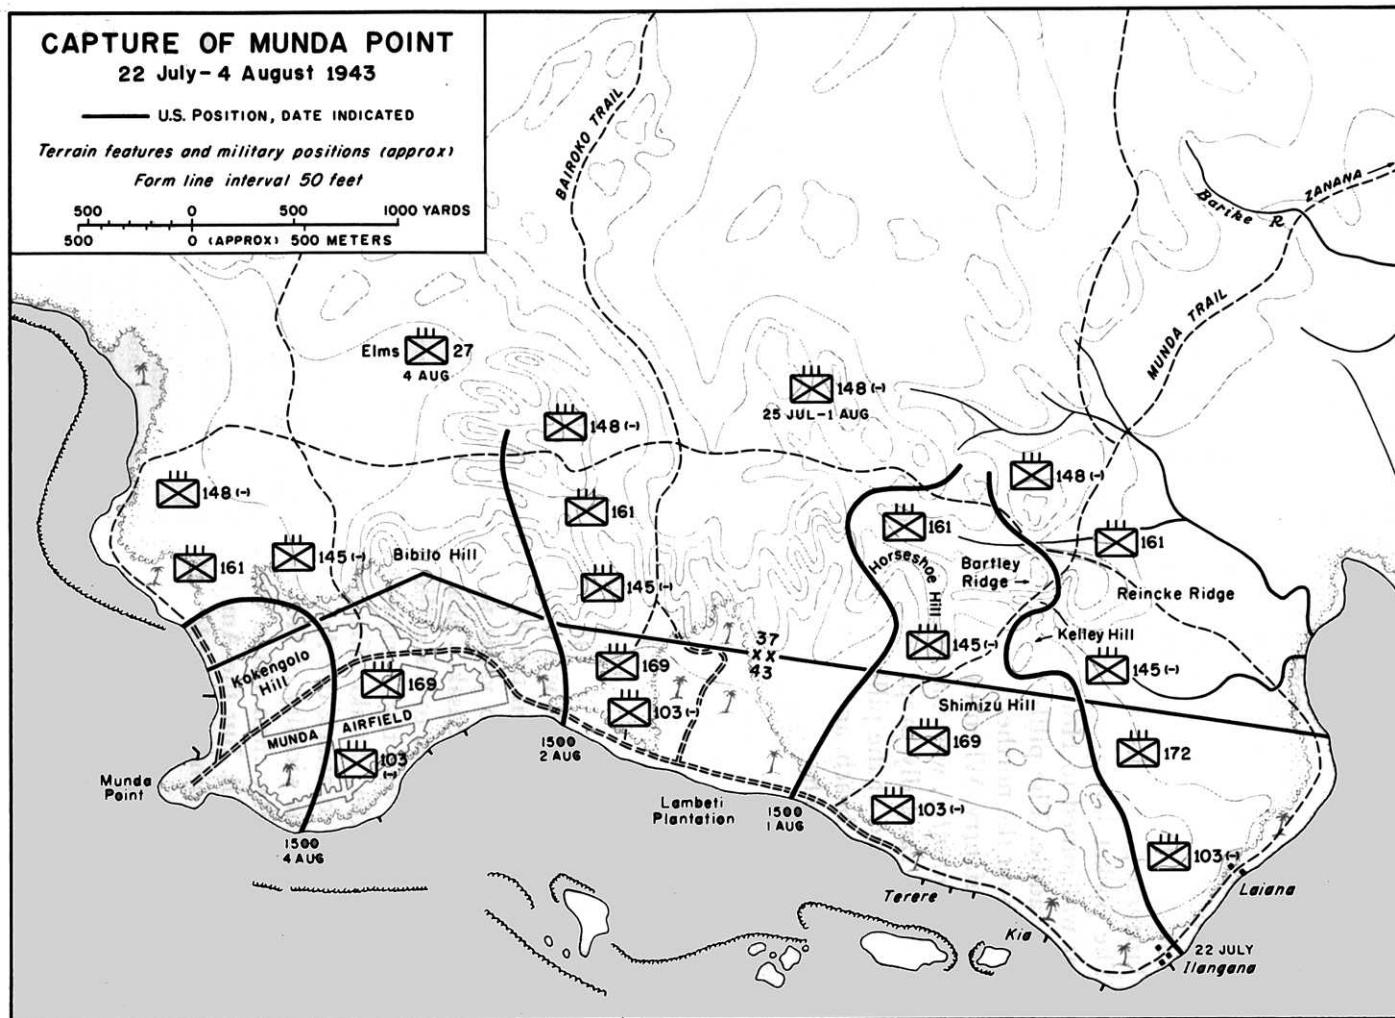 CAPTURE OF MUNDA POINT
22 July – 4 August 1943
U.S. POSITION, DATE INDICATED
Terrain features and military positions (approx)
Form line interval 50 feet
500 0 500 1000 YARDS
500 0 (APPROX) 500 METERS
BAIROKO TRAIL
ZANANA
Barike R.
MUNDA TRAIL
Elms 27
4 AUG
148 (-)
25 JUL – 1 AUG
148 (-)
148 (-)
148 (-)
161
161
161
161
145 (-)
Bibilo Hill
145 (-)
Horseshoe Hill
Bartley
Ridge
Reincke Ridge
Kelley Hill
145 (-)
145 (-)
37
XX
43
Kokengolo
Hill
169
169
103 (-)
Shimizu Hill
169
172
MUNDA AIRFIELD
103
(-)
Munda
Point
1500
2 AUG
Lambeti
Plantation
1500
1 AUG
103 (-)
103 (-)
1500
4 AUG
Terere
Laiana
Kia
22 JULY
Ilangana